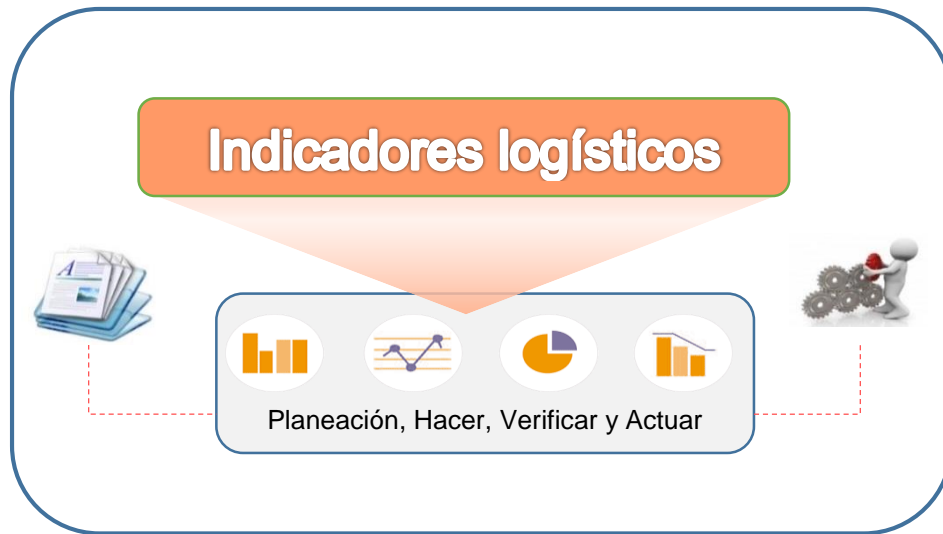 Indicadores logísticos
A
Planeación, Hacer, Verificar y Actuar